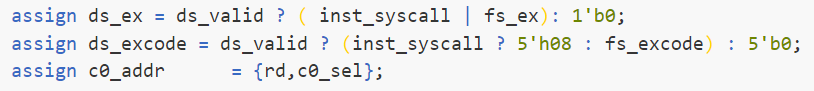 assign ds_ex = ds_valid ? ( inst_syscall | fs_ex): 1'b0;
assign ds_excode = ds_valid ? (inst_syscall ? 5'h08 : fs_excode) : 5'b0;
assign c0_addr     = {rd,c0_sel};